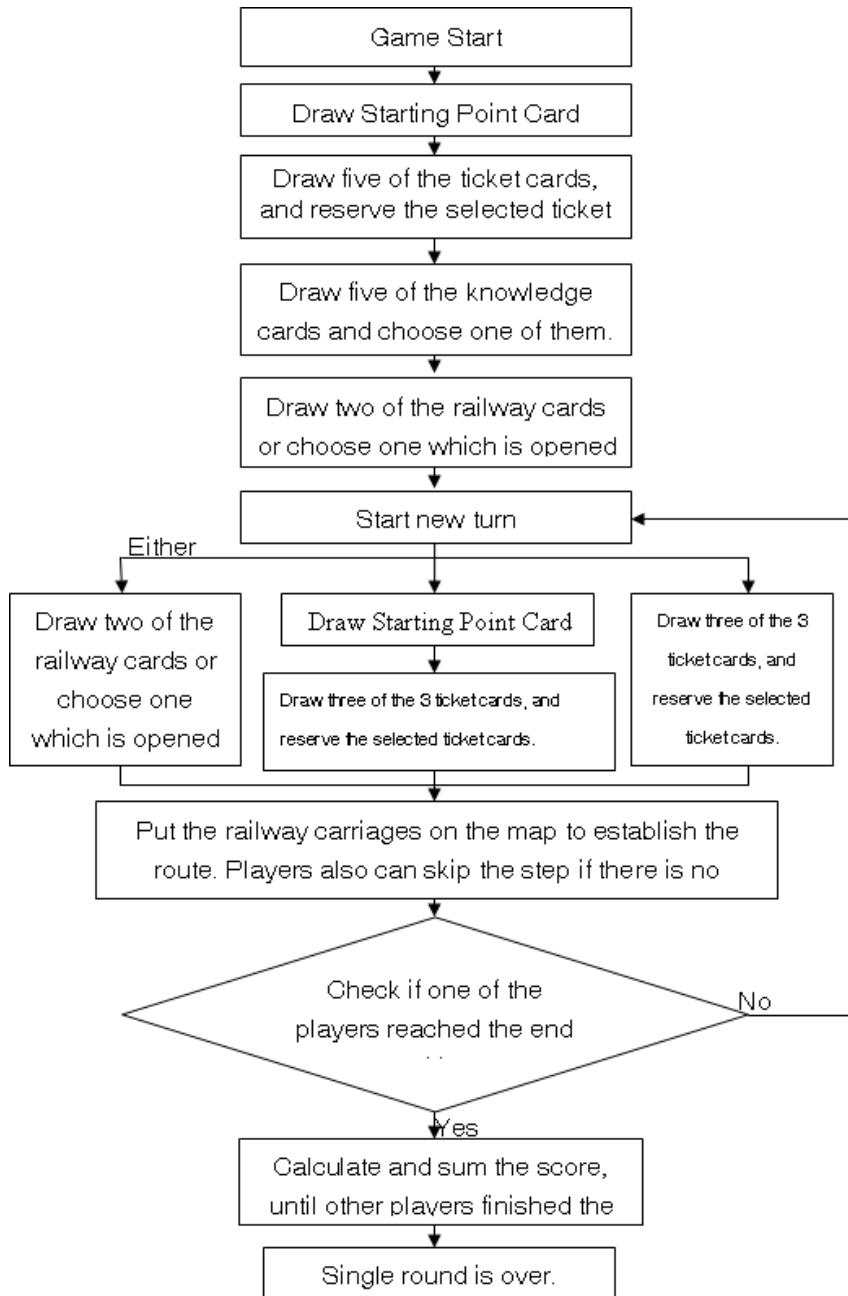 Game Start
Draw Starting Point Card
Draw five of the ticket cards,
and reserve the selected ticket
Draw five of the knowledge
cards and choose one of them.
Draw two of the railway cards
or choose one which is opened
Start new turn
Either
Draw two of the
railway cards or
choose one
which is opened
Draw Starting Point Card
Draw three of the 3 ticket cards, and
reserve the selected ticket cards.
Draw three of the 3
ticket cards, and
reserve the selected
ticket cards.
Put the railway carriages on the map to establish the
route. Players also can skip the step if there is no
Check if one of the
players reached the end
No
Yes
Calculate and sum the score,
until other players finished the
Single round is over.